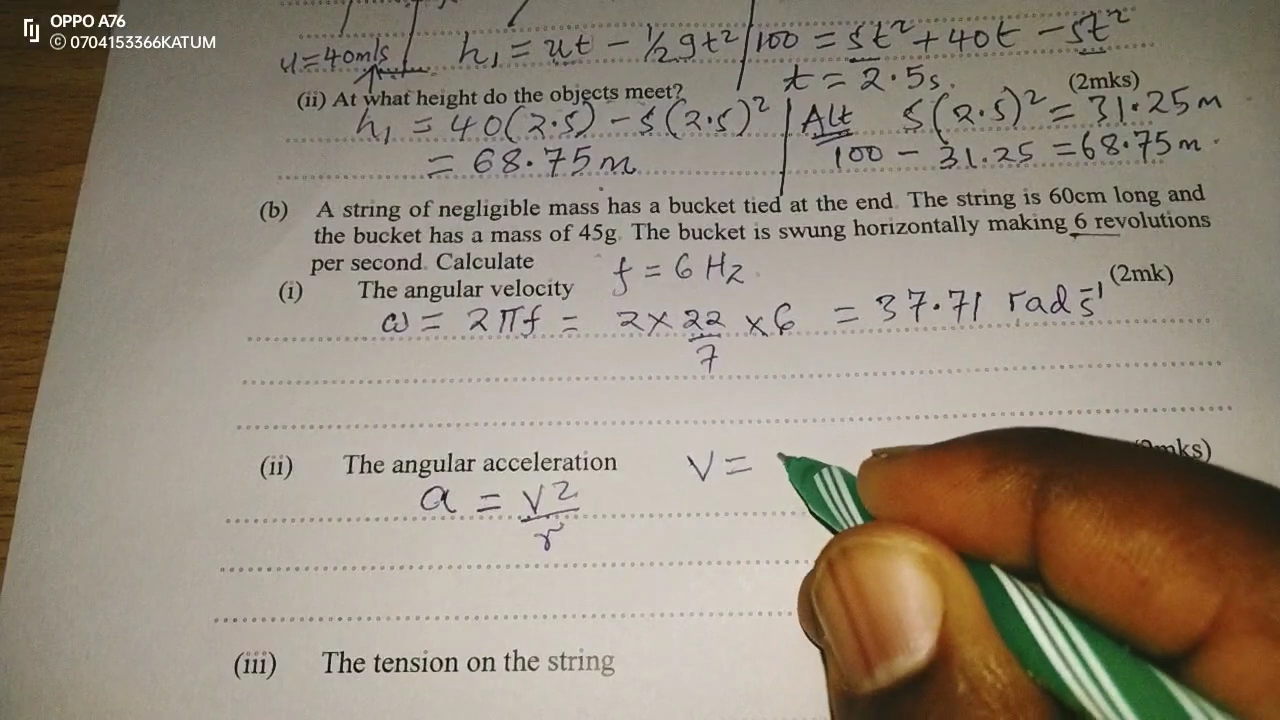 OPPO A76
© 0704153366KATUM
u=40m/s h₁ = ut - ½gt² 100 = 5t² + 40t - 5t²
t = 2.5s.
(ii) At what height do the objects meet? (2mks)
h₁ = 40(2.5) - 5(2.5)² Alt 5(2.5)² = 31.25m
= 68.75m 100 - 31.25 = 68.75m.
(b) A string of negligible mass has a bucket tied at the end. The string is 60cm long and
the bucket has a mass of 45g. The bucket is swung horizontally making 6 revolutions
per second. Calculate f = 6 Hz
(i) The angular velocity (2mk)
ω = 2πf = 2 × 22/7 × 6 = 37.71 rad s⁻¹
(ii) The angular acceleration v = mks)
a = v²/r
(iii) The tension on the string